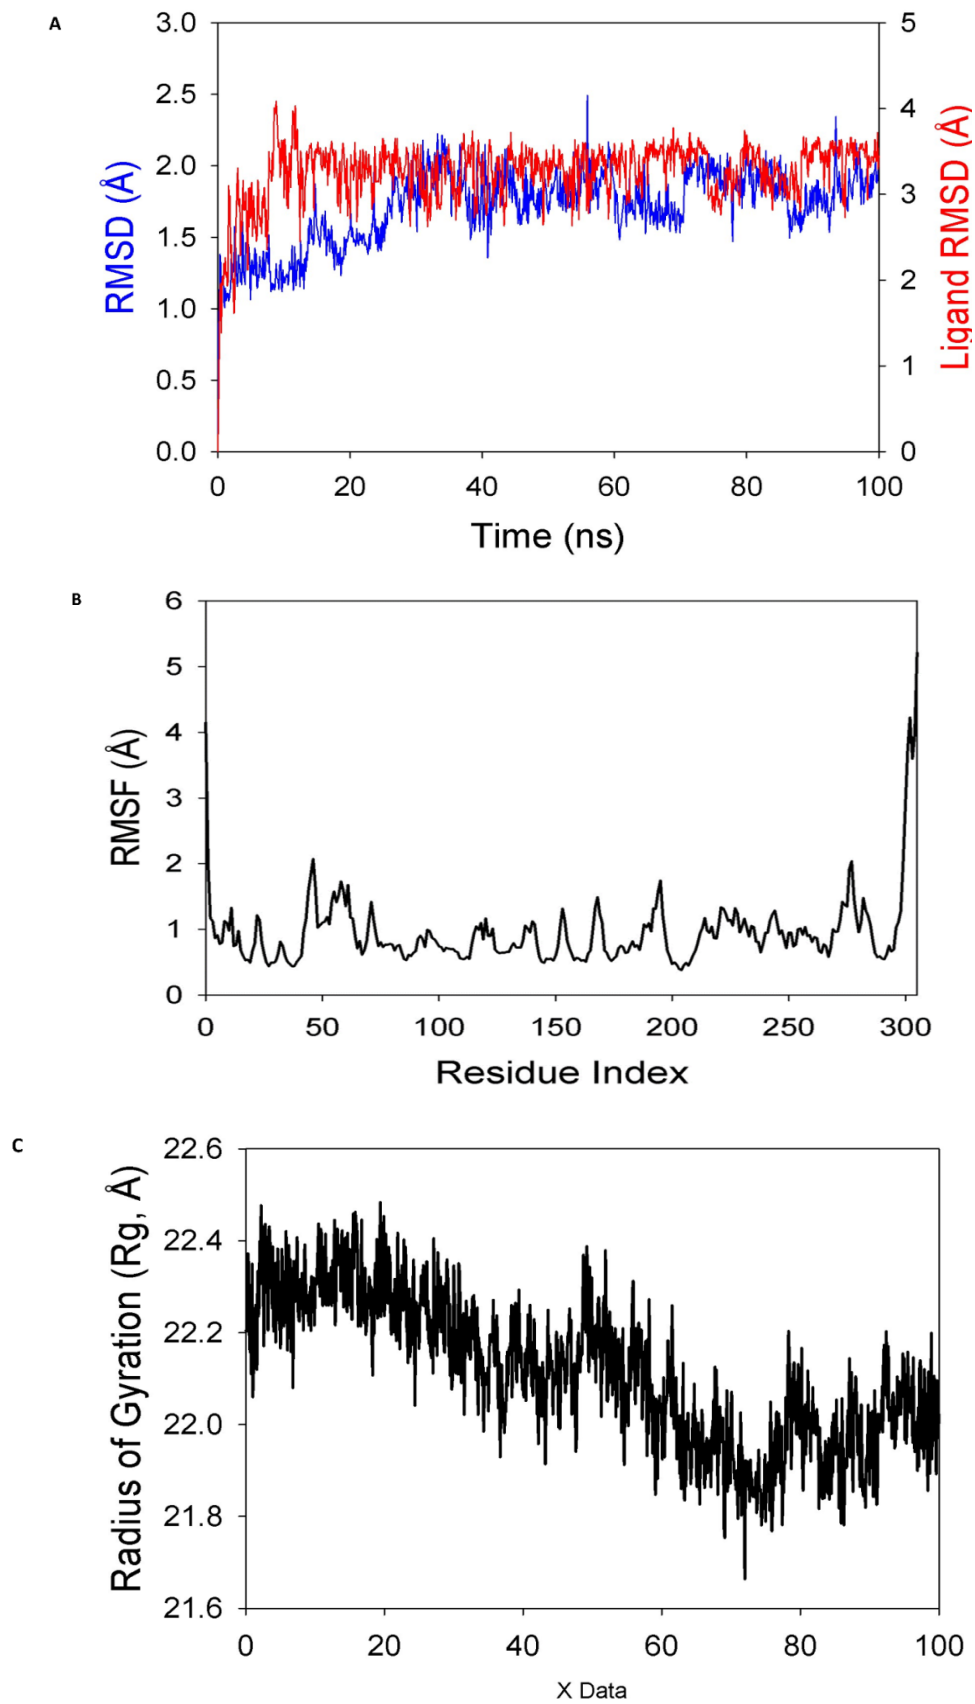 A
3.0
2.5
2.0
1.5
1.0
0.5
0.0
RMSD (Å)
5
4
3
2
1
0
Ligand RMSD (Å)
0 20 40 60 80 100
Time (ns)
B
6
5
4
3
2
1
0
RMSF (Å)
0 50 100 150 200 250 300
Residue Index
C
22.6
22.4
22.2
22.0
21.8
21.6
Radius of Gyration (Rg, Å)
0 20 40 60 80 100
X Data